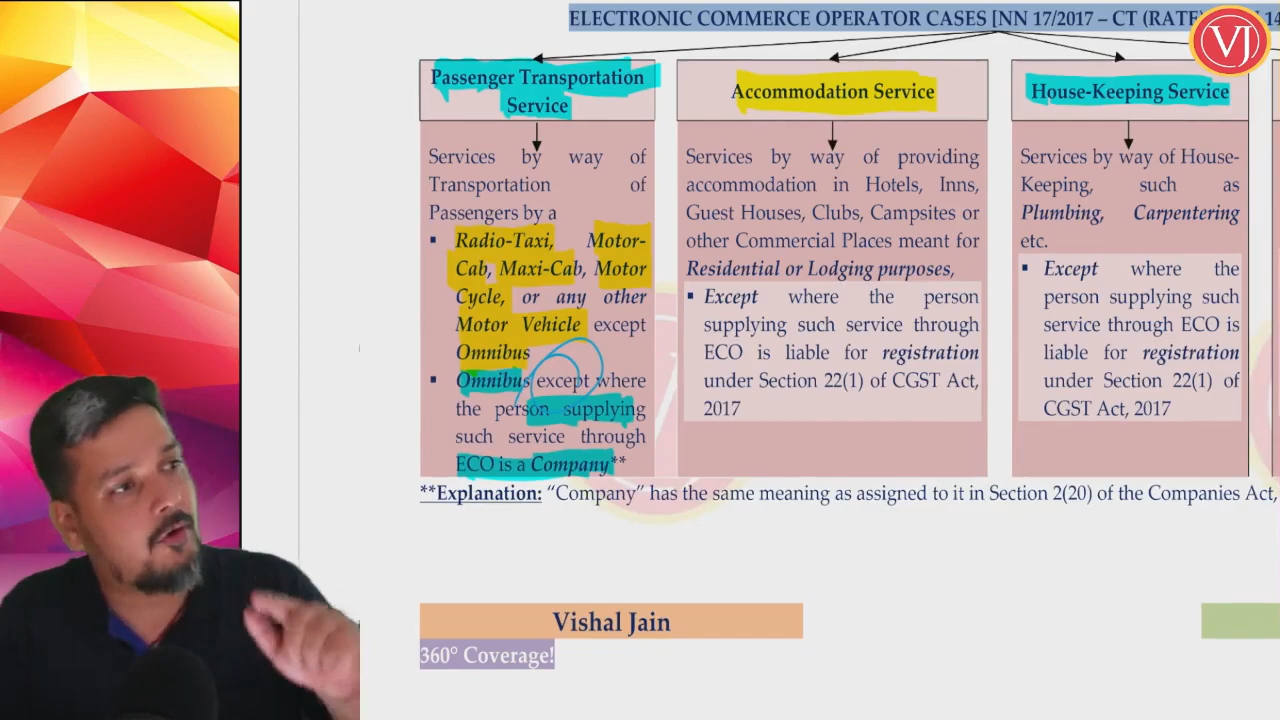 ELECTRONIC COMMERCE OPERATOR CASES [NN 17/2017 – CT (RATE)
VJ
Passenger Transportation
Service
Services by way of
Transportation of
Passengers by a
▪ Radio-Taxi, Motor-
Cab, Maxi-Cab, Motor
Cycle, or any other
Motor Vehicle except
Omnibus
▪ Omnibus except where
the person supplying
such service through
ECO is a Company**
Accommodation Service
Services by way of providing
accommodation in Hotels, Inns,
Guest Houses, Clubs, Campsites or
other Commercial Places meant for
Residential or Lodging purposes,
▪ Except where the person
supplying such service through
ECO is liable for registration
under Section 22(1) of CGST Act,
2017
House-Keeping Service
Services by way of House-
Keeping, such as
Plumbing, Carpentering
etc.
▪ Except where the
person supplying such
service through ECO is
liable for registration
under Section 22(1) of
CGST Act, 2017
**Explanation: “Company” has the same meaning as assigned to it in Section 2(20) of the Companies Act,
Vishal Jain
360° Coverage!